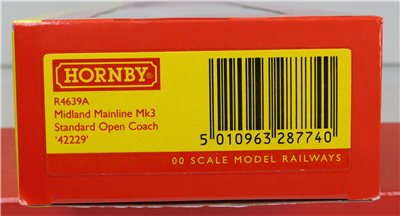 HORNBY®
R4639A
Midland Mainline Mk3
Standard Open Coach
'42229'
5 010963 287740
00 SCALE MODEL RAILWAYS